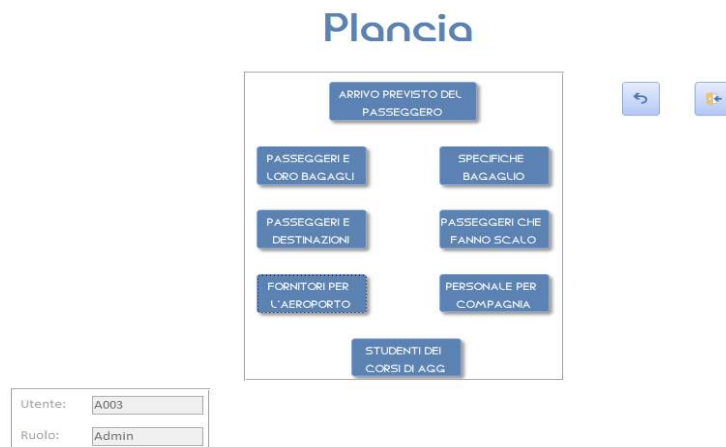 Plancia
ARRIVO PREVISTO DEL
PASSEGGERO
PASSEGGERI E
LORO BAGAGLI
SPECIFICHE
BAGAGLIO
PASSEGGERI E
DESTINAZIONI
PASSEGGERI CHE
FANNO SCALO
FORNITORI PER
L'AEROPORTO
PERSONALE PER
COMPAGNIA
STUDENTI DEI
CORSI DI AGG
Utente: A003
Ruolo: Admin